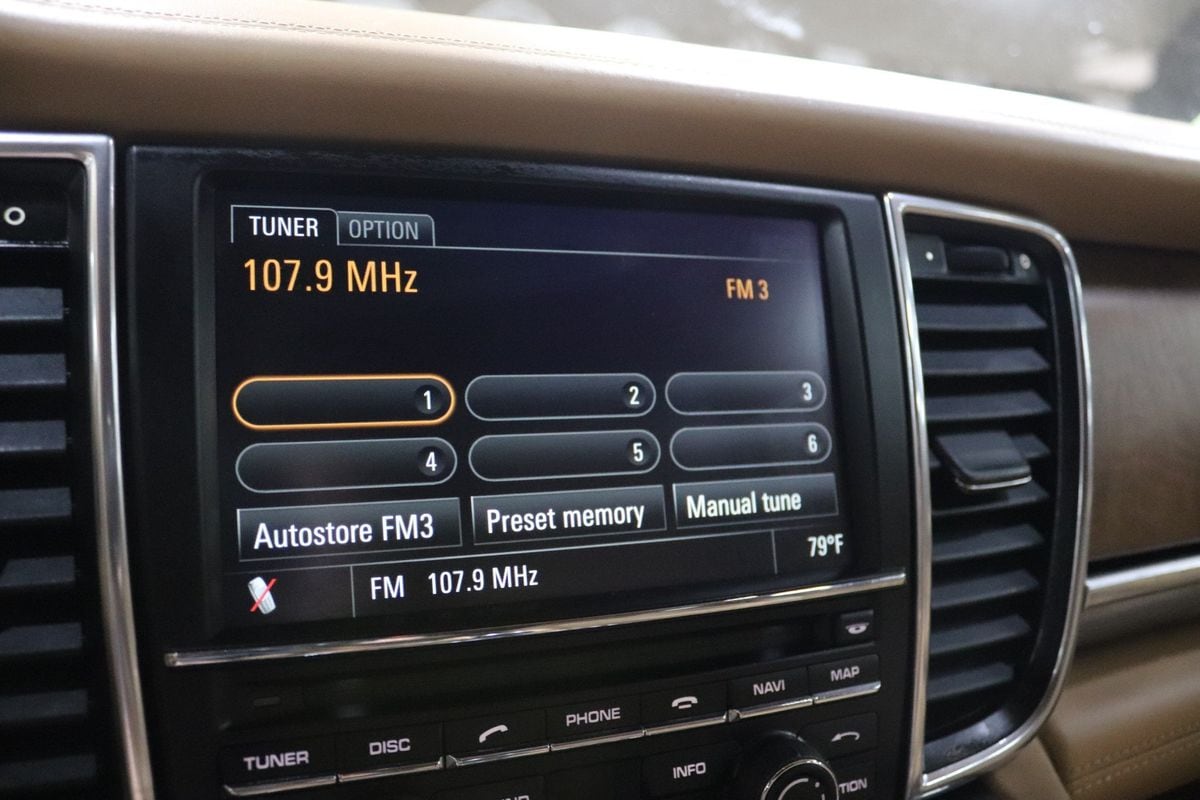 TUNER OPTION
107.9 MHz FM 3
1 2 3
4 5 6
Autostore FM3 Preset memory Manual tune
FM 107.9 MHz 79°F
TUNER DISC PHONE NAVI MAP
INFO